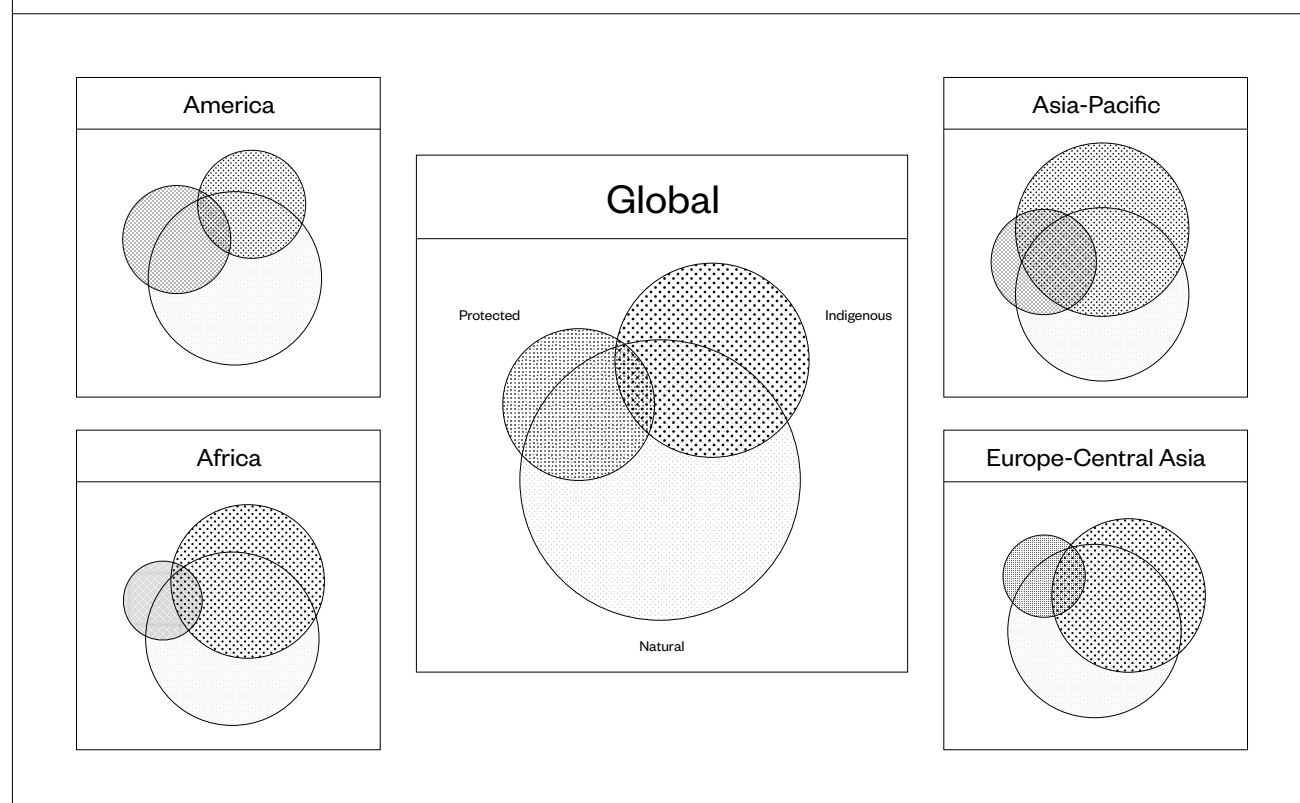 America
Asia-Pacific
Global
Protected
Indigenous
Natural
Africa
Europe-Central Asia